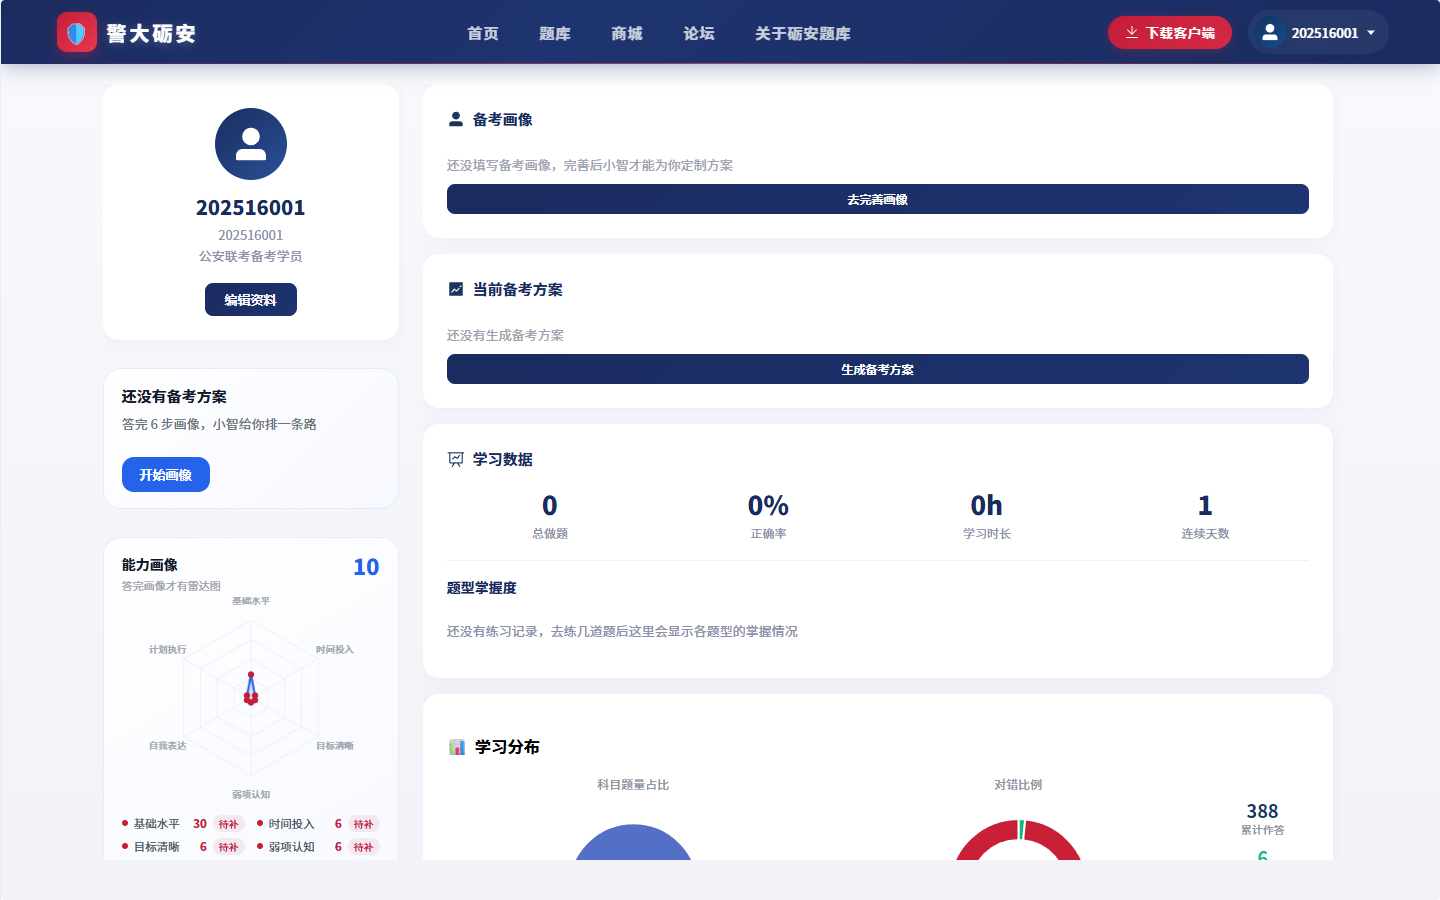 警大砺安
首页
题库
商城
论坛
关于砺安题库
下载客户端
202516001
202516001
202516001
公安联考备考学员
编辑资料
还没有备考方案
答完 6 步画像，小智给你排一条路
开始画像
能力画像
10
答完画像才有雷达图
基础水平
计划执行
时间投入
自我表达
目标清晰
弱项认知
基础水平 30 待补
时间投入 6 待补
目标清晰 6 待补
弱项认知 6 待补
备考画像
还没填写备考画像，完善后小智才能为你定制方案
去完善画像
当前备考方案
还没有生成备考方案
生成备考方案
学习数据
0
总做题
0%
正确率
0h
学习时长
1
连续天数
题型掌握度
还没有练习记录，去练几道题后这里会显示各题型的掌握情况
学习分布
科目题量占比
对错比例
388
累计作答
6